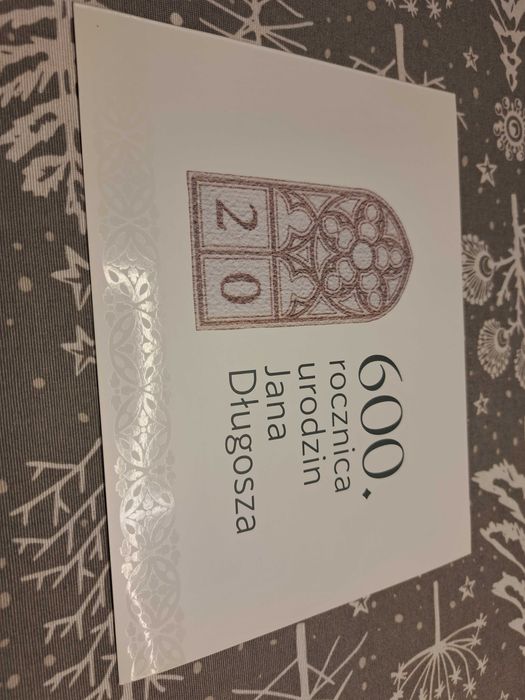 20
600.
rocznica
urodzin
Jana
Długosza